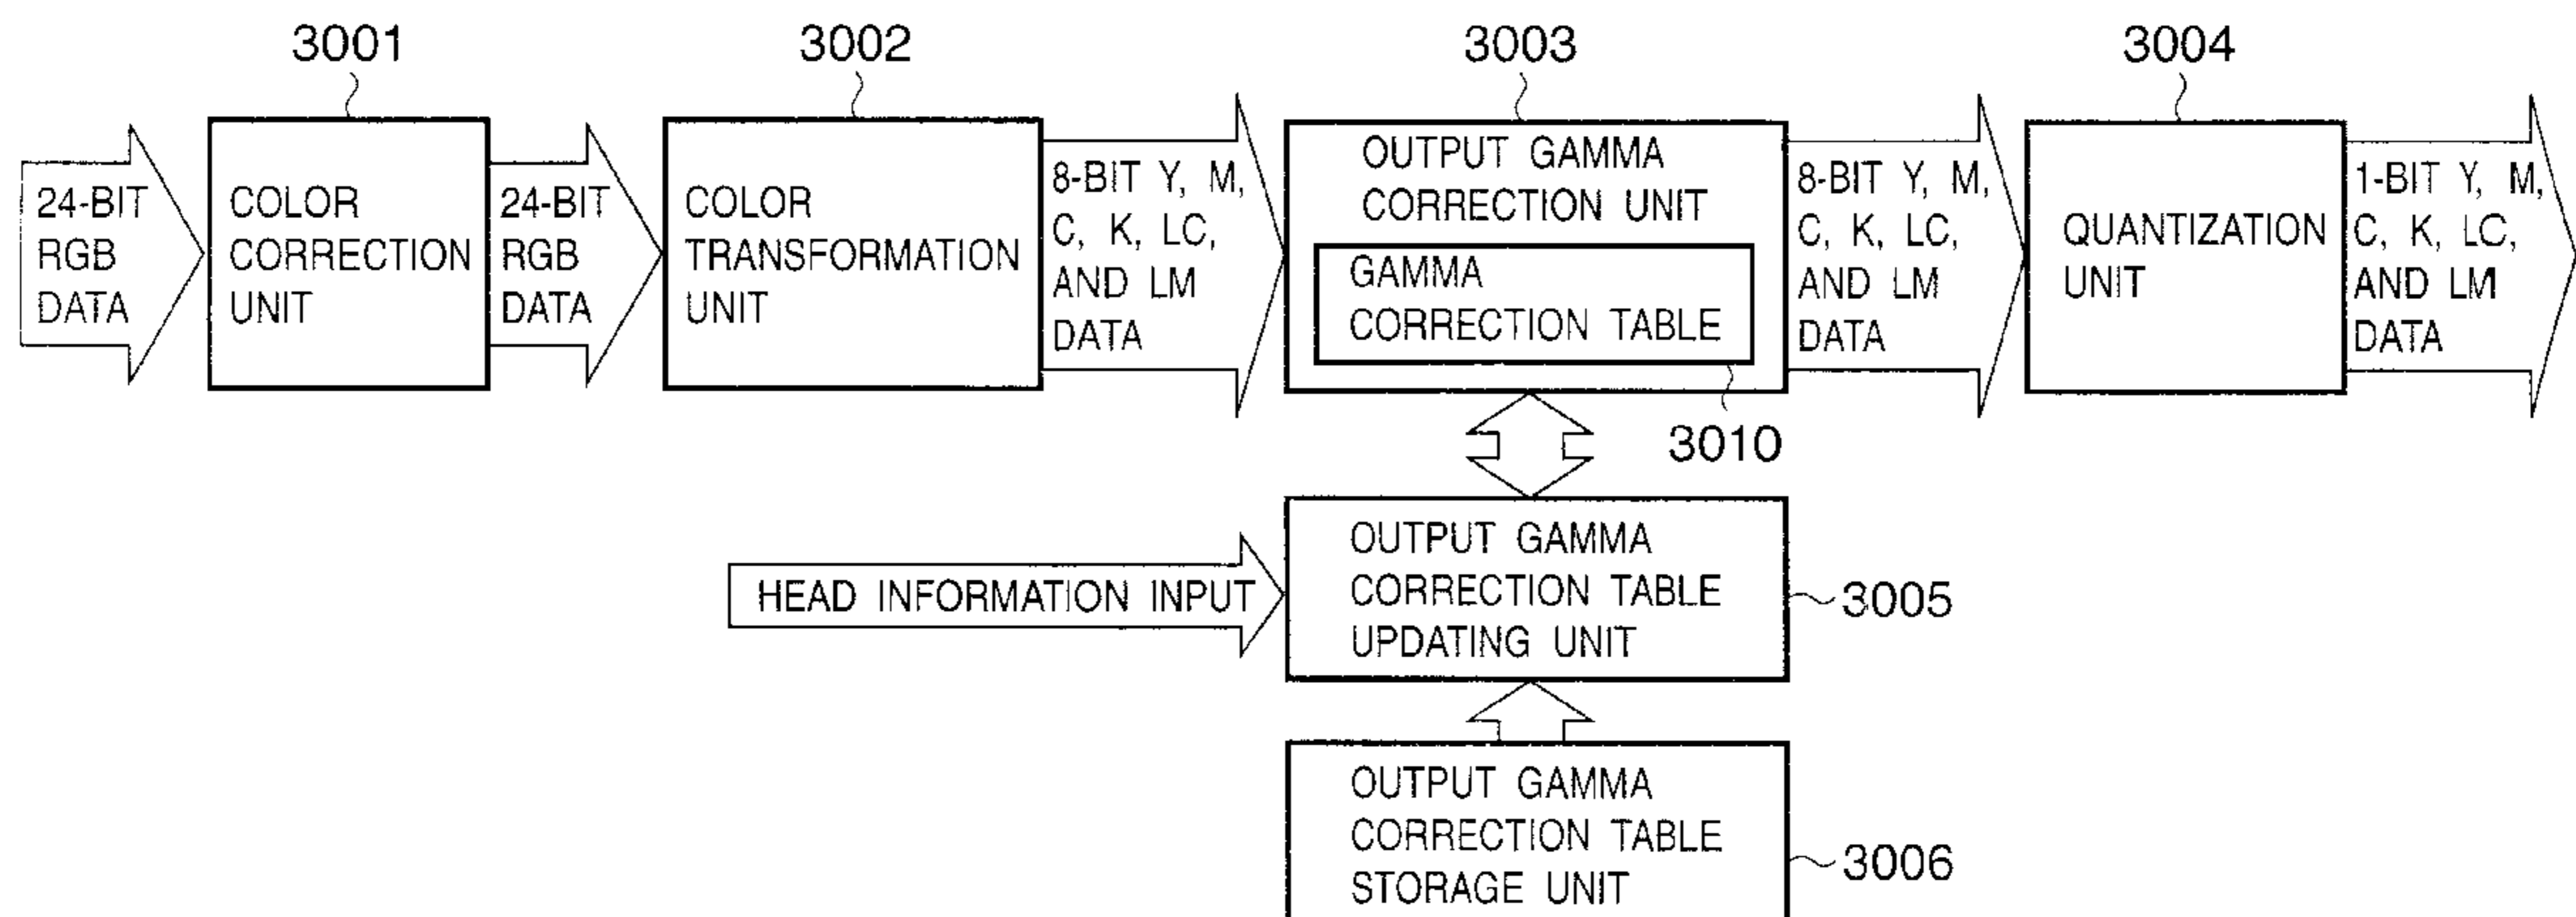 3001
3002
3003
3004
24-BIT
RGB
DATA
COLOR
CORRECTION
UNIT
24-BIT
RGB
DATA
COLOR
TRANSFORMATION
UNIT
8-BIT Y, M,
C, K, LC,
AND LM
DATA
OUTPUT GAMMA
CORRECTION UNIT
GAMMA
CORRECTION TABLE
3010
8-BIT Y, M,
C, K, LC,
AND LM
DATA
QUANTIZATION
UNIT
1-BIT Y, M,
C, K, LC,
AND LM
DATA
HEAD INFORMATION INPUT
OUTPUT GAMMA
CORRECTION TABLE
UPDATING UNIT
3005
OUTPUT GAMMA
CORRECTION TABLE
STORAGE UNIT
3006